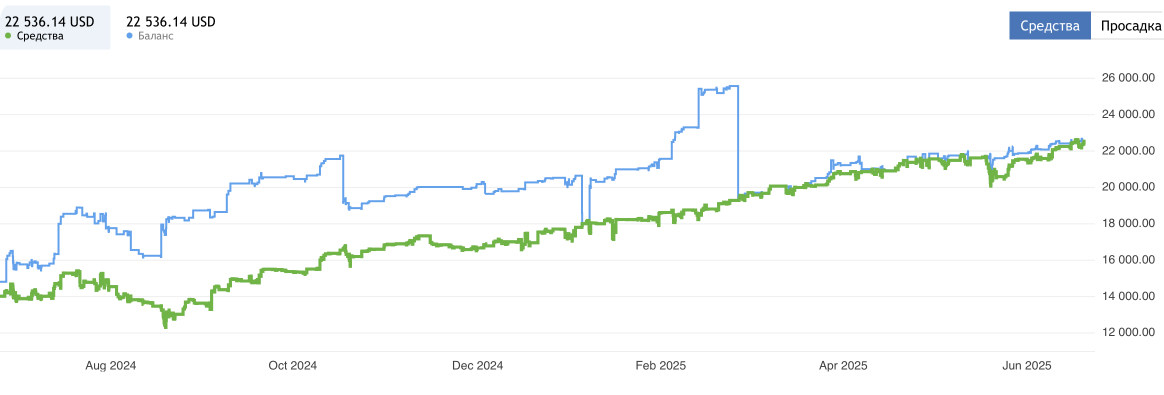 22 536.14 USD 22 536.14 USD
Средства Баланс
Средства Просадка
26 000.00
24 000.00
22 000.00
20 000.00
18 000.00
16 000.00
14 000.00
12 000.00
Aug 2024 Oct 2024 Dec 2024 Feb 2025 Apr 2025 Jun 2025